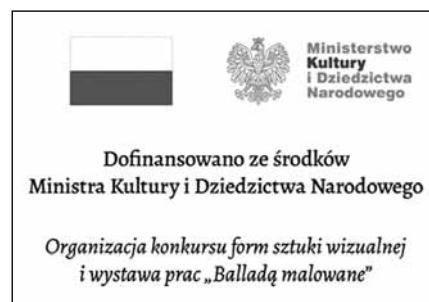 Ministerstwo
Kultury
i Dziedzictwa
Narodowego
Dofinansowano ze środków
Ministra Kultury i Dziedzictwa Narodowego
Organizacja konkursu form sztuki wizualnej
i wystawa prac „Balladą malowane”